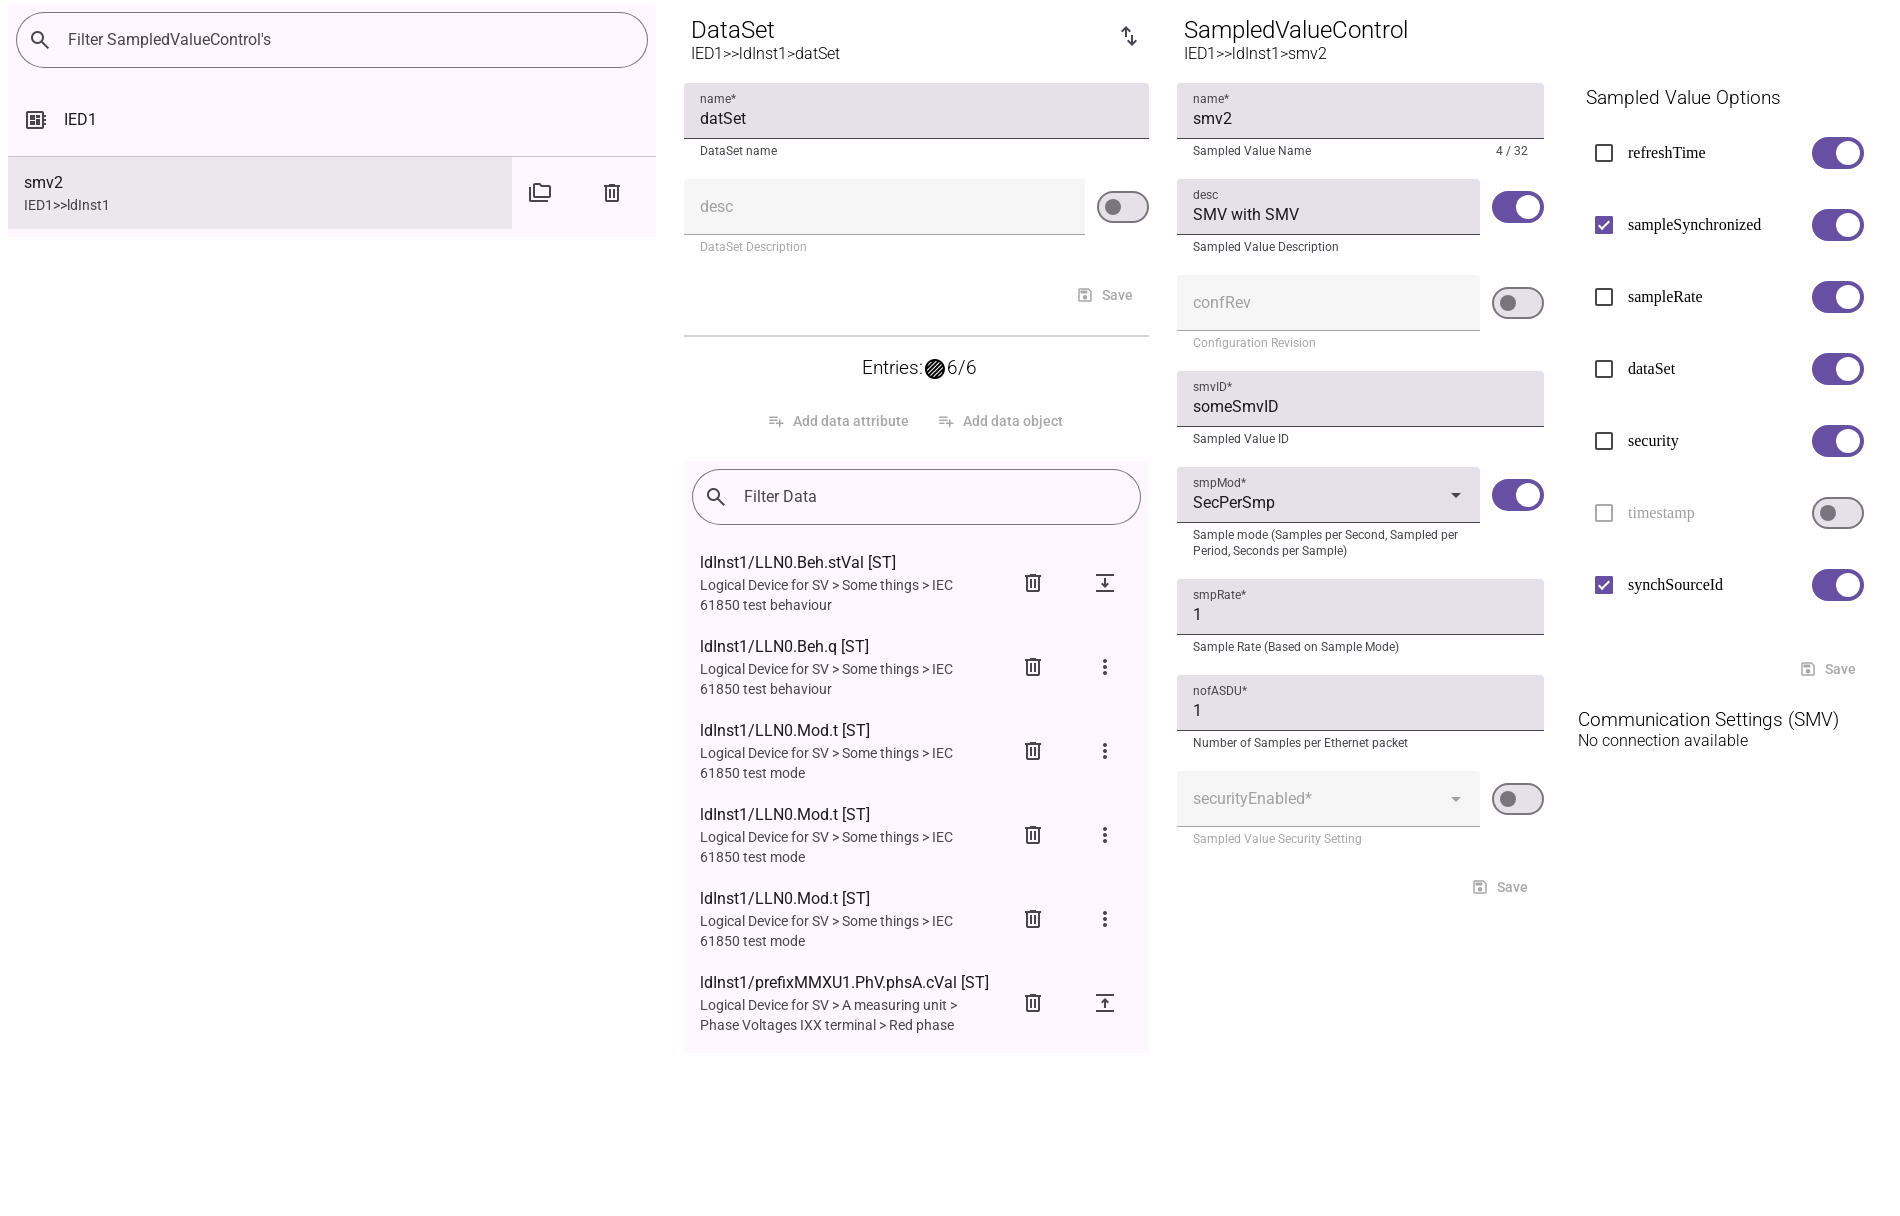 Filter SampledValueControl's
IED1
smv2
IED1>>ldInst1
DataSet
IED1>>ldInst1>datSet
name*
datSet
DataSet name
desc
DataSet Description
Save
Entries: 6/6
Add data attribute
Add data object
Filter Data
ldInst1/LLN0.Beh.stVal [ST]
Logical Device for SV > Some things > IEC
61850 test behaviour
ldInst1/LLN0.Beh.q [ST]
Logical Device for SV > Some things > IEC
61850 test behaviour
ldInst1/LLN0.Mod.t [ST]
Logical Device for SV > Some things > IEC
61850 test mode
ldInst1/LLN0.Mod.t [ST]
Logical Device for SV > Some things > IEC
61850 test mode
ldInst1/LLN0.Mod.t [ST]
Logical Device for SV > Some things > IEC
61850 test mode
ldInst1/prefixMMXU1.PhV.phsA.cVal [ST]
Logical Device for SV > A measuring unit >
Phase Voltages IXX terminal > Red phase
SampledValueControl
IED1>>ldInst1>smv2
name*
smv2
Sampled Value Name 4 / 32
desc
SMV with SMV
Sampled Value Description
confRev
Configuration Revision
smvID*
someSmvID
Sampled Value ID
smpMod*
SecPerSmp
Sample mode (Samples per Second, Sampled per
Period, Seconds per Sample)
smpRate*
1
Sample Rate (Based on Sample Mode)
nofASDU*
1
Number of Samples per Ethernet packet
securityEnabled*
Sampled Value Security Setting
Save
Sampled Value Options
refreshTime
sampleSynchronized
sampleRate
dataSet
security
timestamp
synchSourceId
Save
Communication Settings (SMV)
No connection available